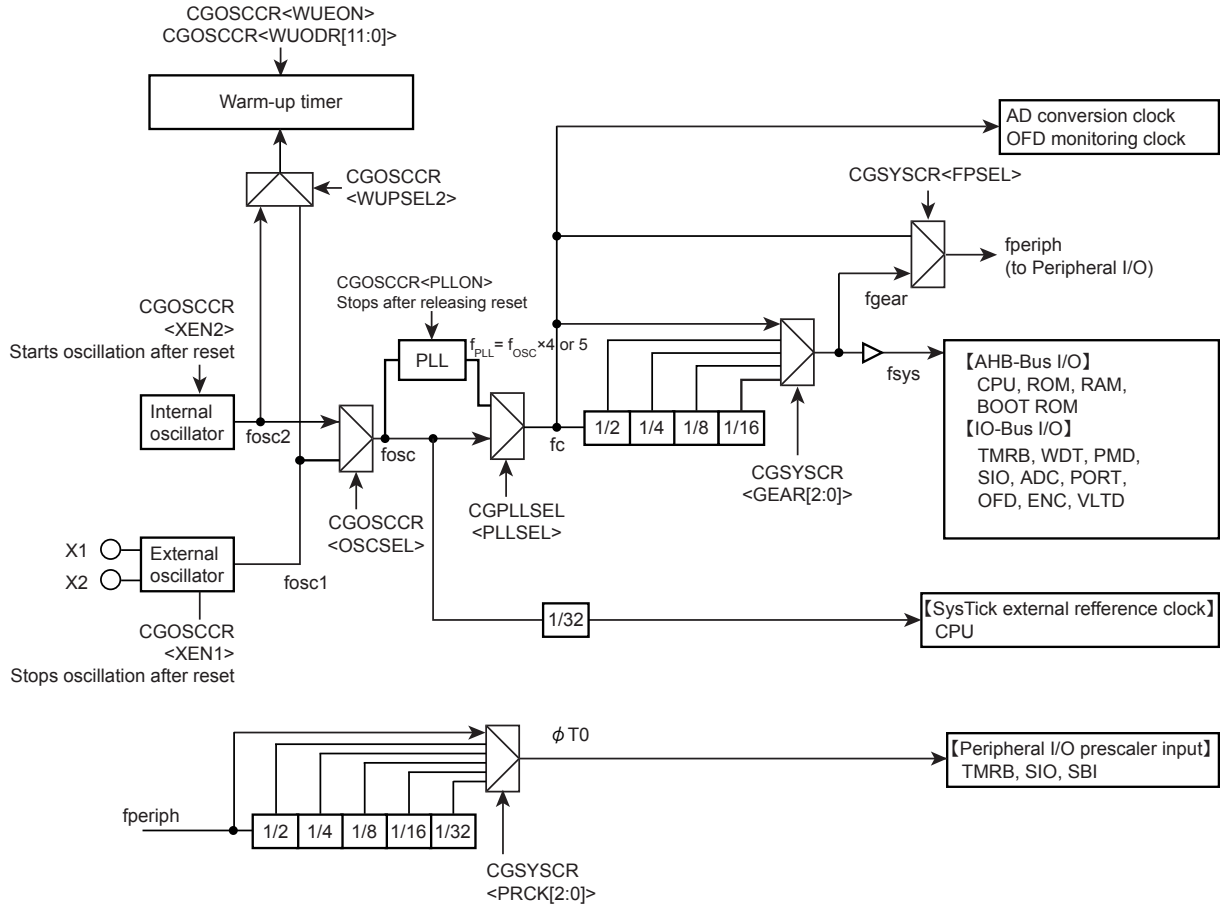 CGOSCCR<WUEON>
CGOSCCR<WUODR[11:0]>
Warm-up timer
CGOSCCR
<WUPSEL2>
AD conversion clock
OFD monitoring clock
CGSYSCR<FPSEL>
fperiph
(to Peripheral I/O)
fgear
CGOSCCR<PLLON>
Stops after releasing reset
fPLL= fOSC×4 or 5
PLL
CGOSCCR
<XEN2>
Starts oscillation after reset
Internal
oscillator
fosc2
fosc
fc
1/2
1/4
1/8
1/16
fsys
【AHB-Bus I/O】
CPU, ROM, RAM,
BOOT ROM
【IO-Bus I/O】
TMRB, WDT, PMD,
SIO, ADC, PORT,
OFD, ENC, VLTD
CGSYSCR
<GEAR[2:0]>
CGPLLSEL
<PLLSEL>
CGOSCCR
<OSCSEL>
X1
X2
External
oscillator
fosc1
CGOSCCR
<XEN1>
Stops oscillation after reset
1/32
【SysTick external refference clock】
CPU
ϕT0
【Peripheral I/O prescaler input】
TMRB, SIO, SBI
fperiph
1/2
1/4
1/8
1/16
1/32
CGSYSCR
<PRCK[2:0]>